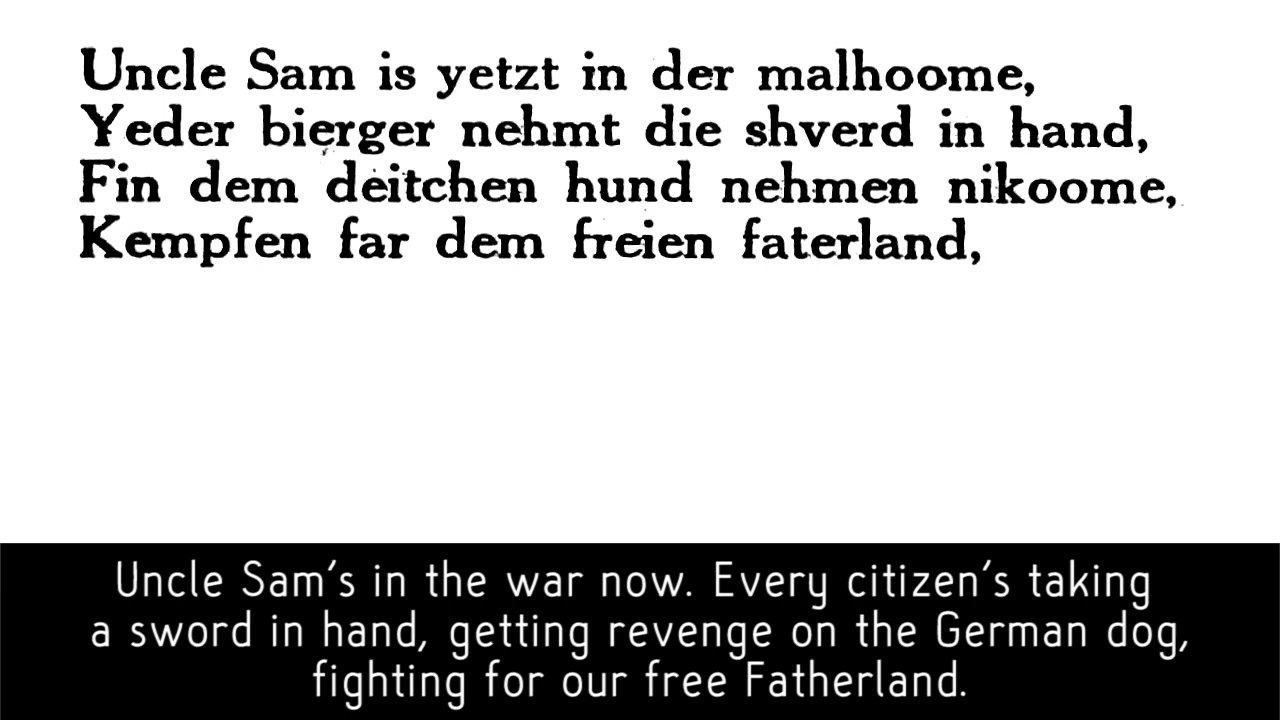 Uncle Sam is yetzt in der malhoome,
Yeder bierger nehmt die shverd in hand,
Fin dem deitchen hund nehmen nikoome,
Kempfen far dem freien faterland,
Uncle Sam's in the war now. Every citizen's taking
a sword in hand, getting revenge on the German dog,
fighting for our free Fatherland.